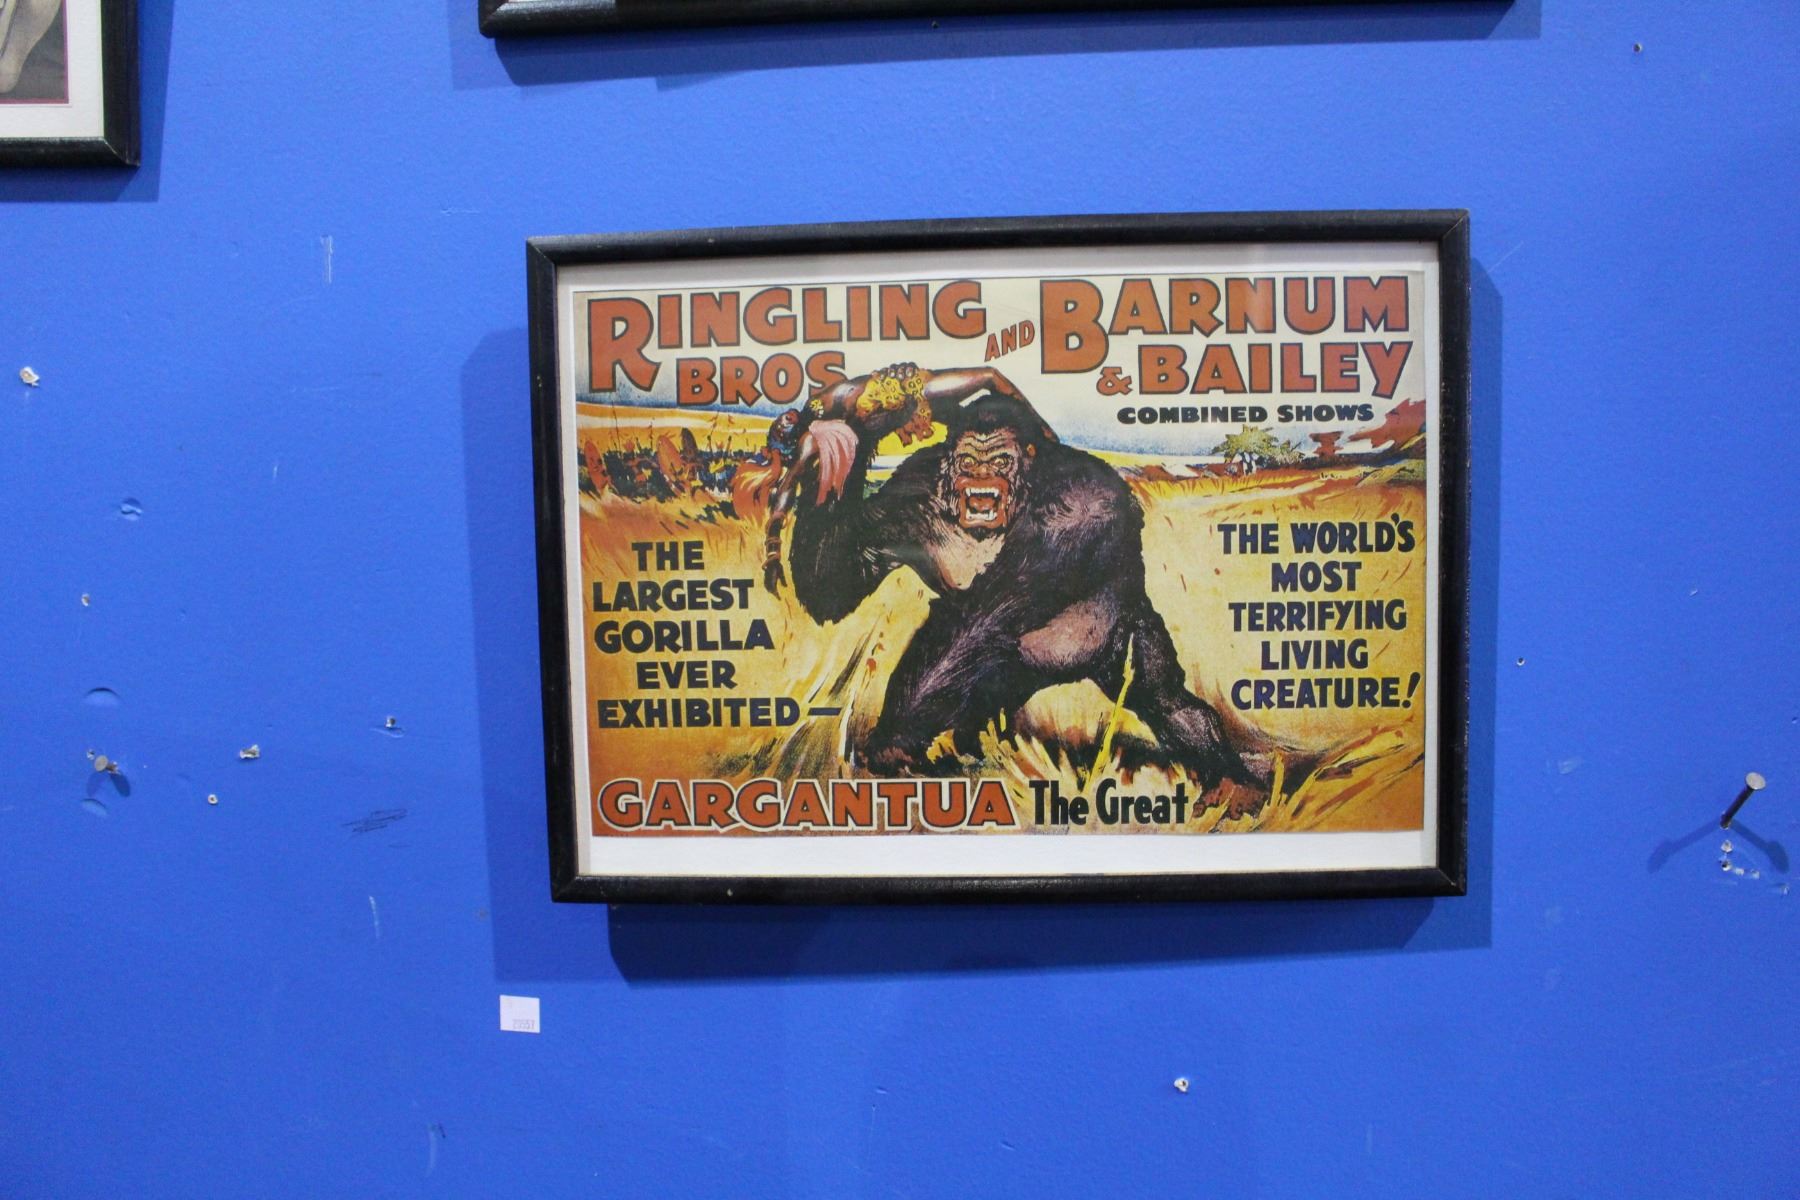 RINGLING BROS AND BARNUM & BAILEY
COMBINED SHOWS
THE
LARGEST
GORILLA
EVER
EXHIBITED—
THE WORLD'S
MOST
TERRIFYING
LIVING
CREATURE!
GARGANTUA The Great